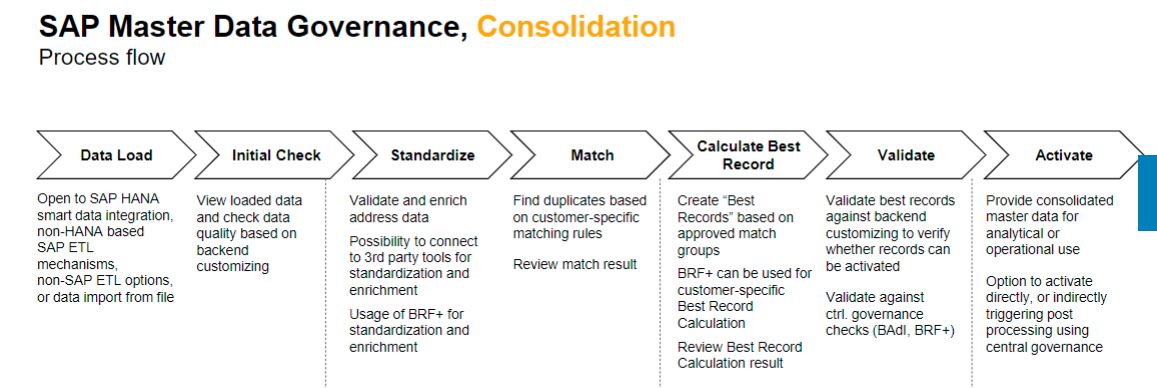 SAP Master Data Governance, Consolidation
Process flow
Data Load
Open to SAP HANA
smart data integration,
non-HANA based
SAP ETL
mechanisms,
non-SAP ETL options,
or data import from file
Initial Check
View loaded data
and check data
quality based on
backend
customizing
Standardize
Validate and enrich
address data
Possibility to connect
to 3rd party tools for
standardization and
enrichment
Usage of BRF+ for
standardization and
enrichment
Match
Find duplicates based
on customer-specific
matching rules
Review match result
Calculate Best
Record
Create “Best
Records” based on
approved match
groups
BRF+ can be used for
customer-specific
Best Record
Calculation
Review Best Record
Calculation result
Validate
Validate best records
against backend
customizing to verify
whether records can
be activated
Validate against
ctrl. governance
checks (BAdI, BRF+)
Activate
Provide consolidated
master data for
analytical or
operational use
Option to activate
directly, or indirectly
triggering post
processing using
central governance